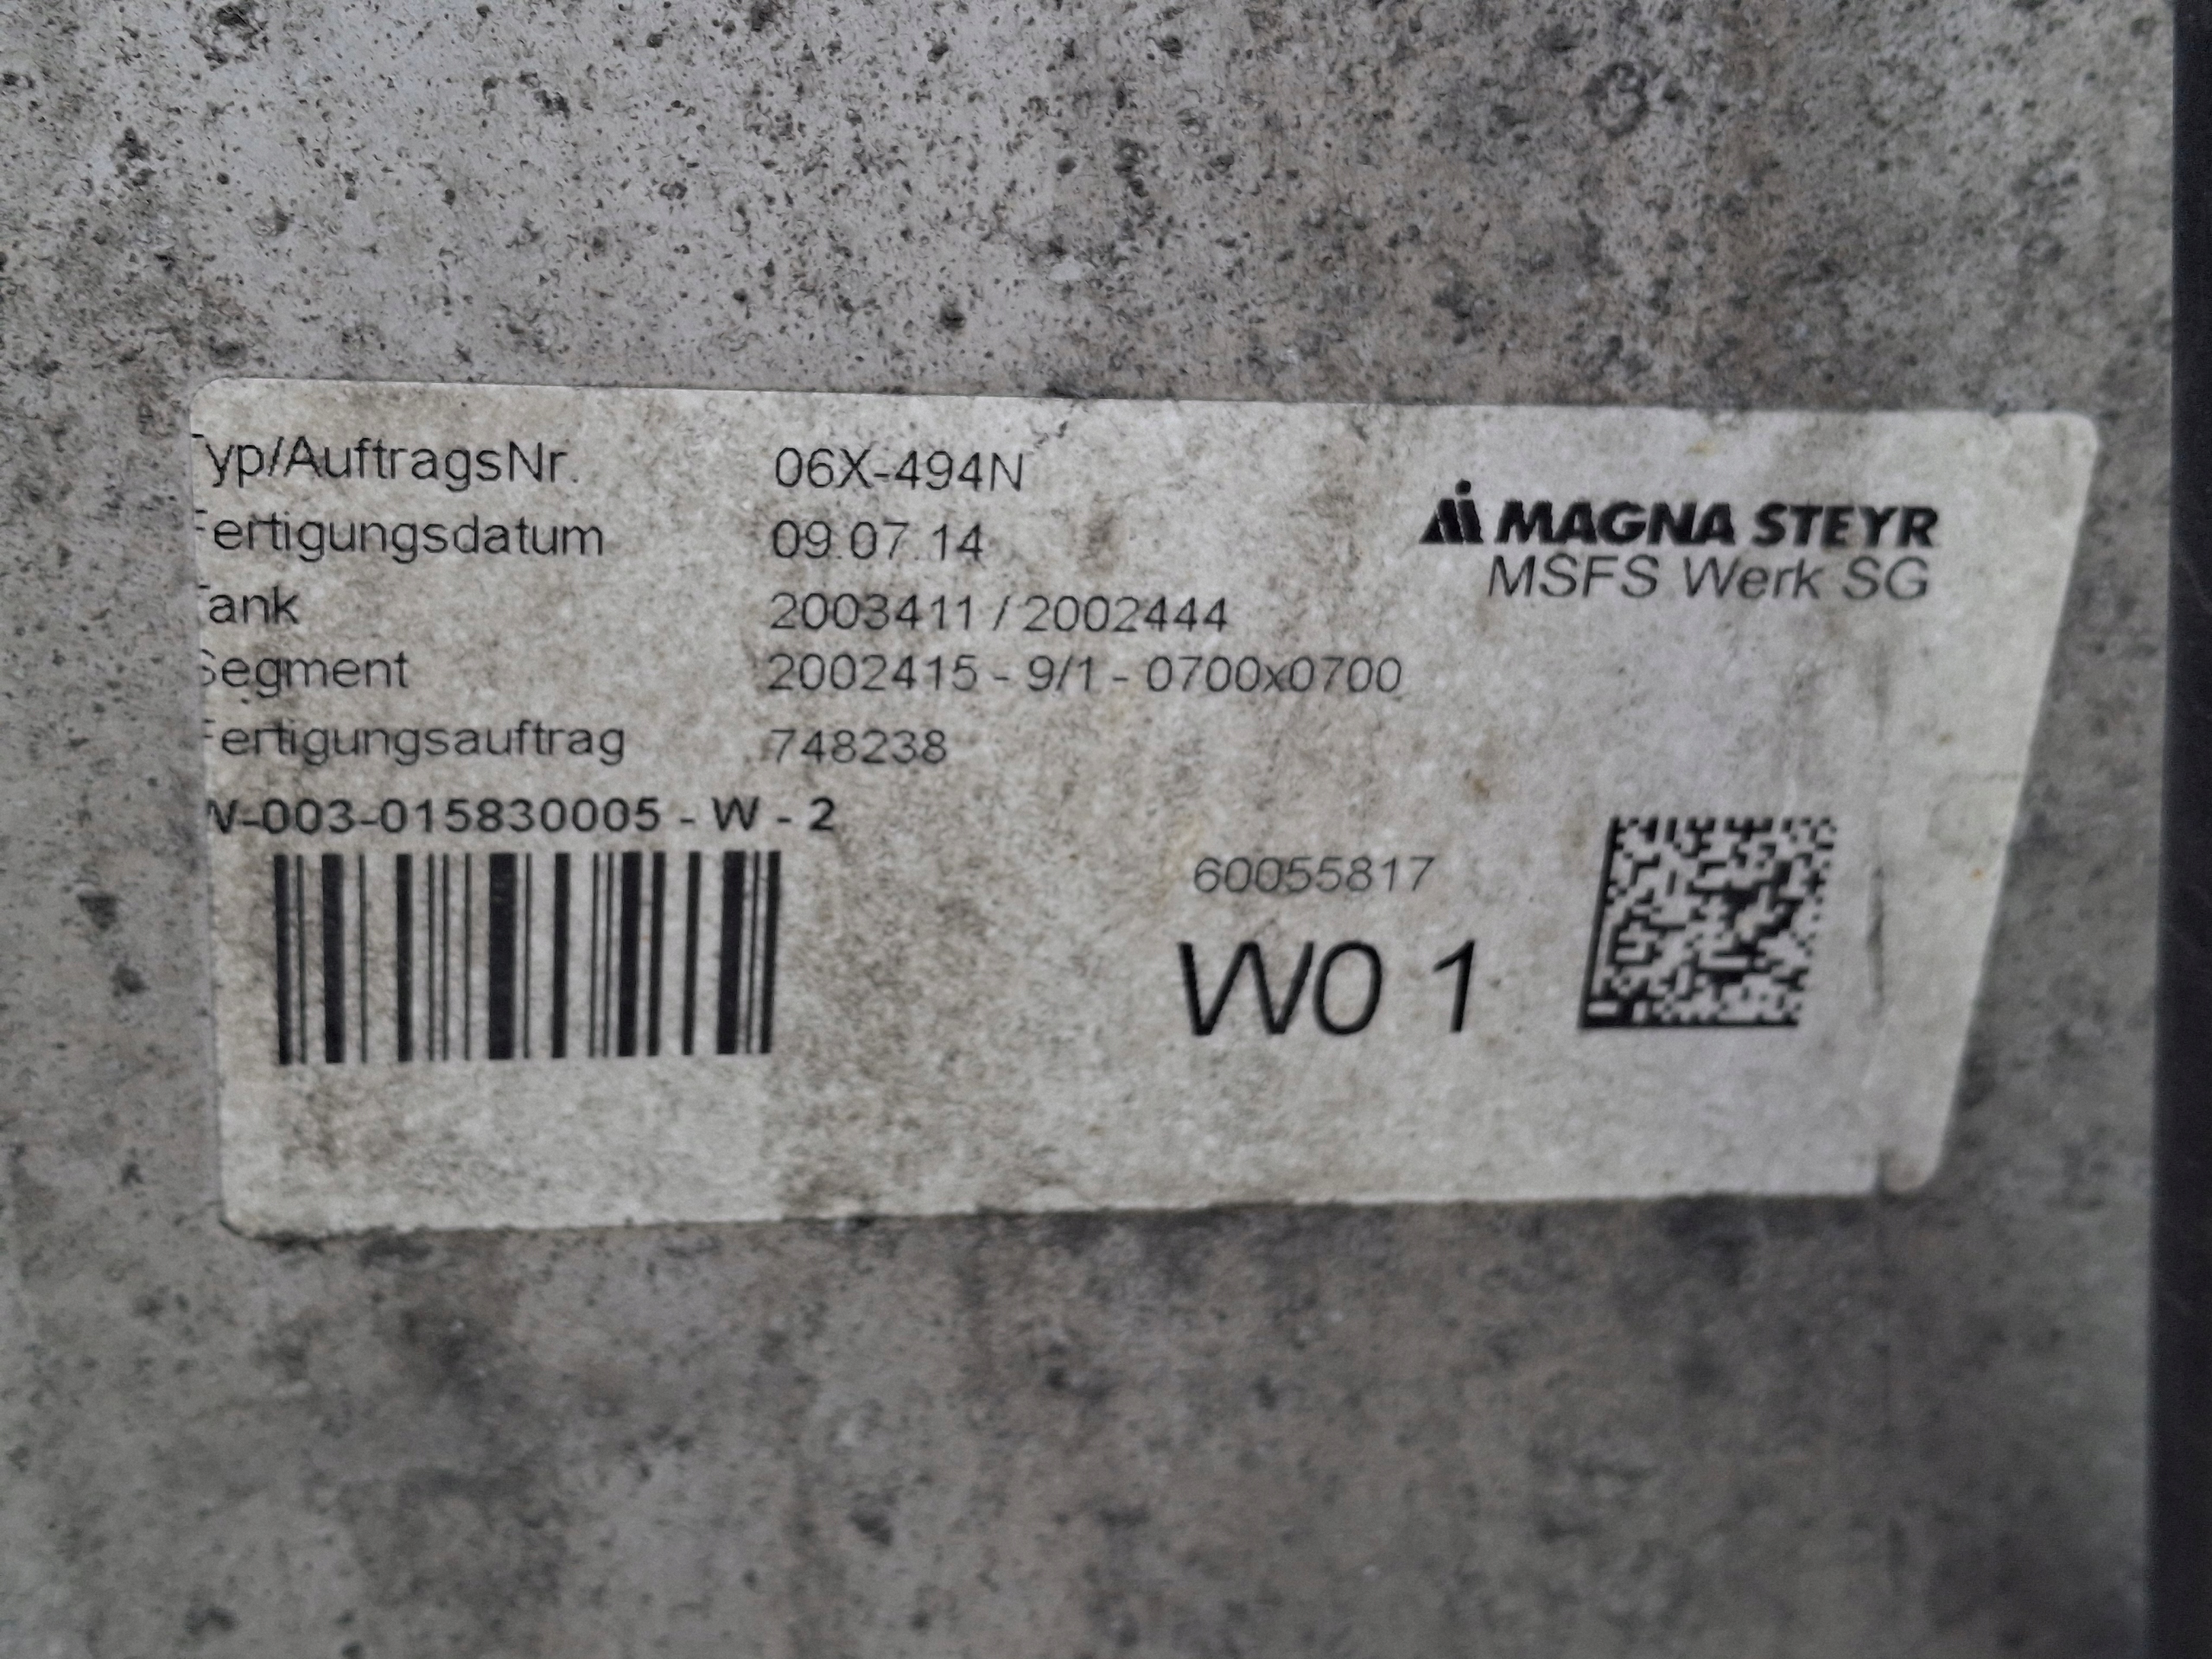 Typ/AuftragsNr. 06X-494N
Fertigungsdatum 09.07.14
MAGNA STEYR
MSFS Werk SG
Tank 2003411 / 2002444
Segment 2002415 - 9/1 - 0700x0700
Fertigungsauftrag 748238
W-003-015830005 - W - 2
60055817
W0 1